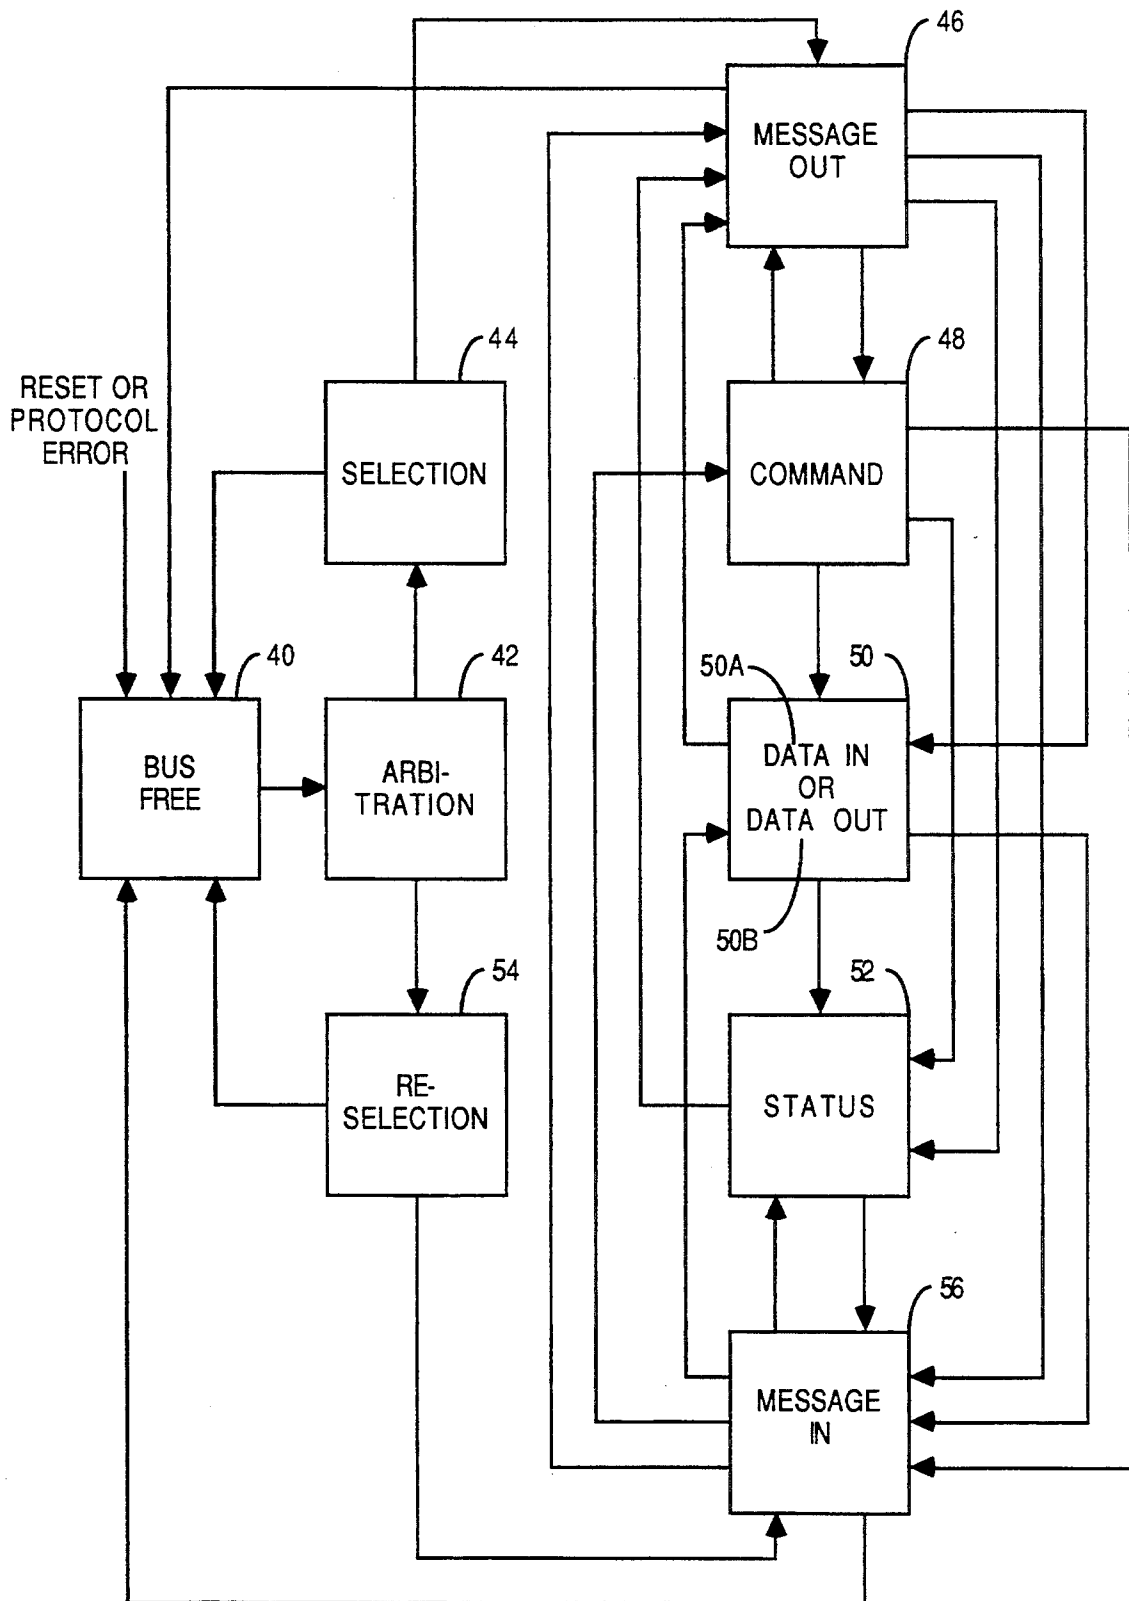 46
MESSAGE
OUT
44
48
RESET OR
PROTOCOL
ERROR
SELECTION
COMMAND
40
42
50A
50
BUS
FREE
ARBI-
TRATION
DATA IN
OR
DATA OUT
50B
54
52
RE-
SELECTION
STATUS
56
MESSAGE
IN